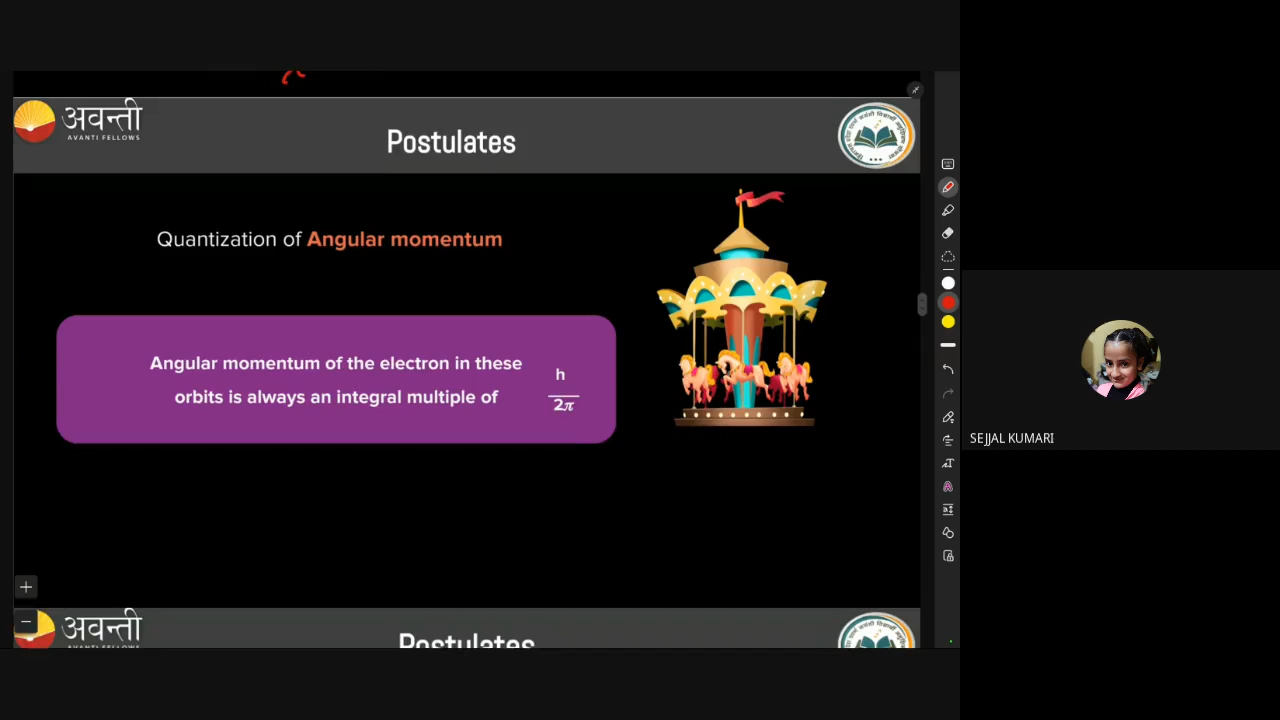 अवन्ती
AVANTI FELLOWS
Postulates
Quantization of Angular momentum
Angular momentum of the electron in these
orbits is always an integral multiple of
h
2π
SEJJAL KUMARI
अवन्ती
Postulates